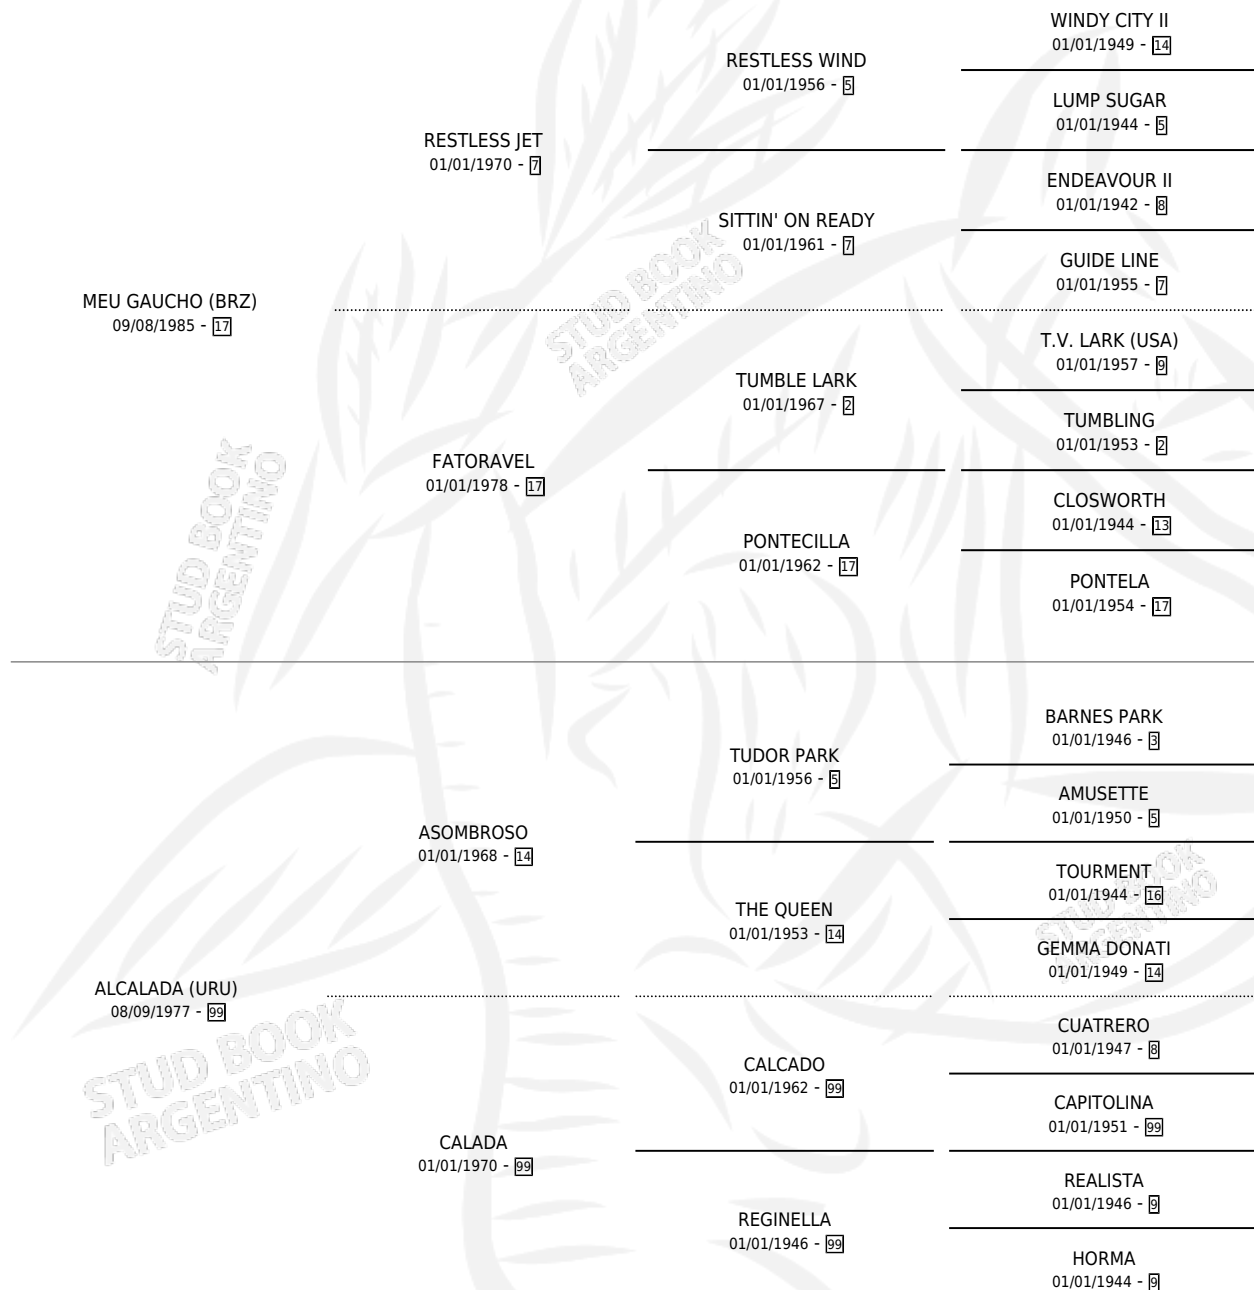 WINDY CITY II
01/01/1949 - 14
RESTLESS WIND
01/01/1956 - 5
LUMP SUGAR
01/01/1944 - 5
RESTLESS JET
01/01/1970 - 7
ENDEAVOUR II
01/01/1942 - 8
SITTIN' ON READY
01/01/1961 - 7
GUIDE LINE
01/01/1955 - 7
MEU GAUCHO (BRZ)
09/08/1985 - 17
T.V. LARK (USA)
01/01/1957 - 9
TUMBLE LARK
01/01/1967 - 2
TUMBLING
01/01/1953 - 2
FATORAVEL
01/01/1978 - 17
CLOSWORTH
01/01/1944 - 13
PONTECILLA
01/01/1962 - 17
PONTELA
01/01/1954 - 17
BARNES PARK
01/01/1946 - 3
TUDOR PARK
01/01/1956 - 5
AMUSETTE
01/01/1950 - 5
ASOMBROSO
01/01/1968 - 14
TOURMENT
01/01/1944 - 16
THE QUEEN
01/01/1953 - 14
GEMMA DONATI
01/01/1949 - 14
ALCALADA (URU)
08/09/1977 - 99
CUATRERO
01/01/1947 - 8
CALCADO
01/01/1962 - 99
CAPITOLINA
01/01/1951 - 99
CALADA
01/01/1970 - 99
REALISTA
01/01/1946 - 9
REGINELLA
01/01/1946 - 99
HORMA
01/01/1944 - 9
STUD BOOK
ARGENTINO
STUD BOOK
ARGENTINO
STUD BOOK
ARGENTINO
STUD BOOK
ARGENTINO